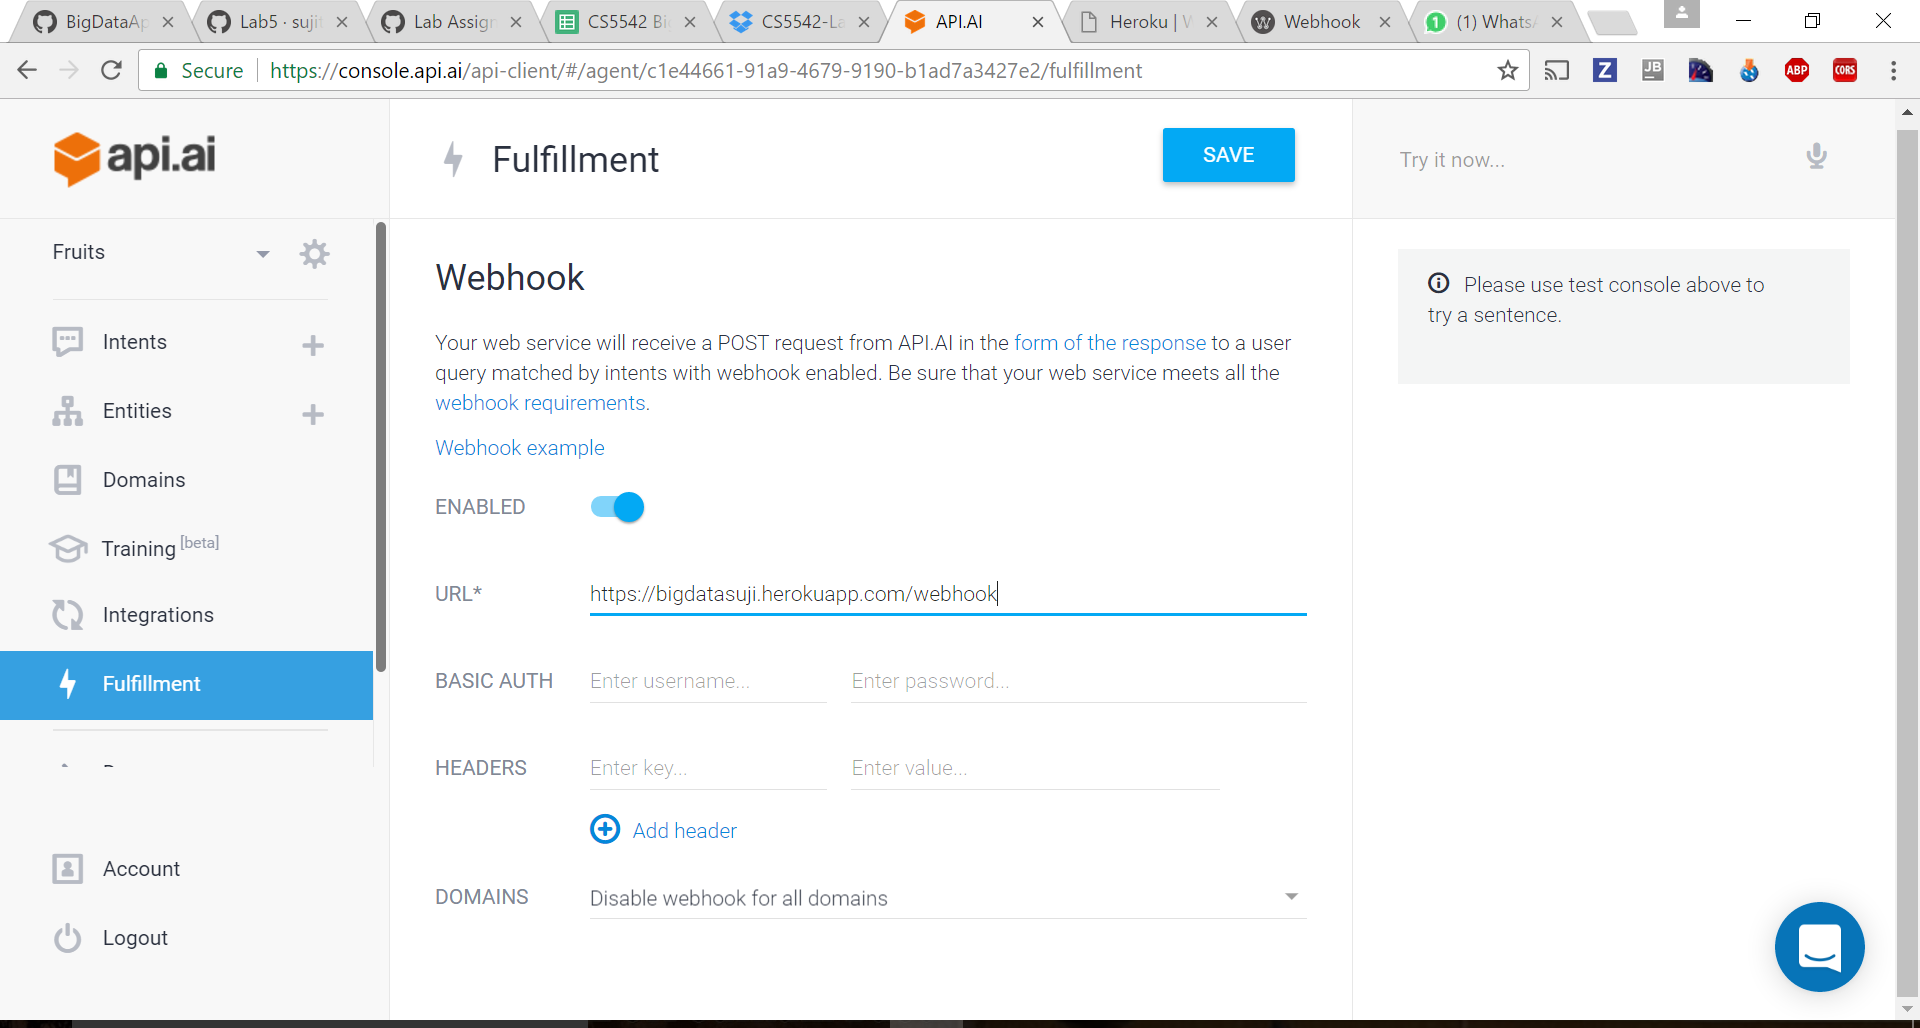 BigDataAp
Lab5 · sujit
Lab Assign
CS5542 Bi
CS5542-La
API.AI
Heroku | W
Webhook
1 (1) WhatsA
Secure https://console.api.ai/api-client/#/agent/c1e44661-91a9-4679-9190-b1ad7a3427e2/fulfillment
Z
JB
ABP
CORS
api.ai
Fulfillment
SAVE
Try it now...
Fruits
Intents
Entities
Domains
Training [beta]
Integrations
Fulfillment
Account
Logout
Webhook
Your web service will receive a POST request from API.AI in the form of the response to a user
query matched by intents with webhook enabled. Be sure that your web service meets all the
webhook requirements.
Webhook example
ENABLED
URL* https://bigdatasuji.herokuapp.com/webhook
BASIC AUTH Enter username... Enter password...
HEADERS Enter key... Enter value...
Add header
DOMAINS Disable webhook for all domains
Please use test console above to
try a sentence.